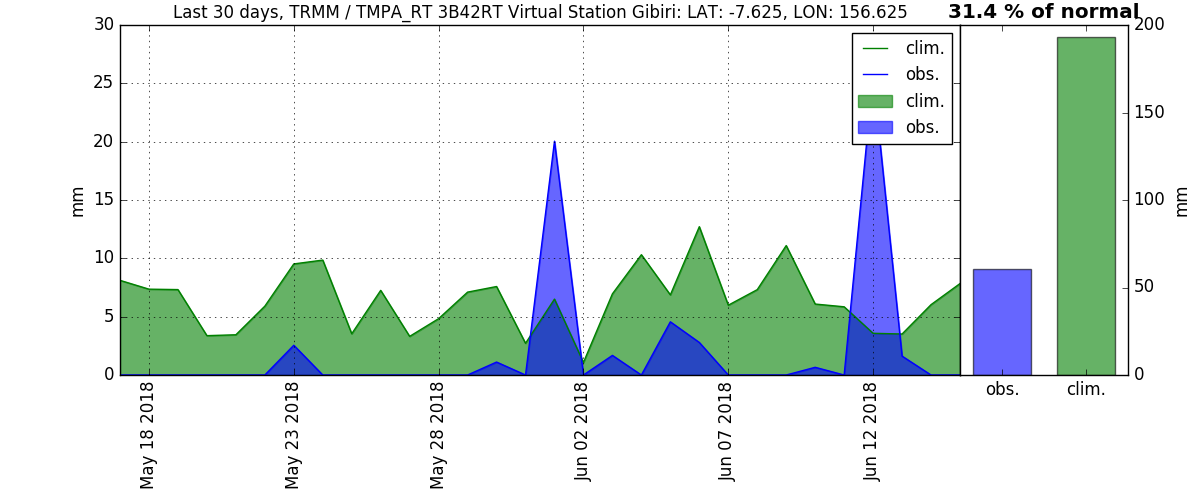 Last 30 days, TRMM / TMPA_RT 3B42RT Virtual Station Gibiri: LAT: -7.625, LON: 156.625
31.4 % of normal
30
25
20
15
10
5
0
mm
clim.
obs.
clim.
obs.
200
150
100
50
0
mm
obs.
clim.
May 18 2018
May 23 2018
May 28 2018
Jun 02 2018
Jun 07 2018
Jun 12 2018